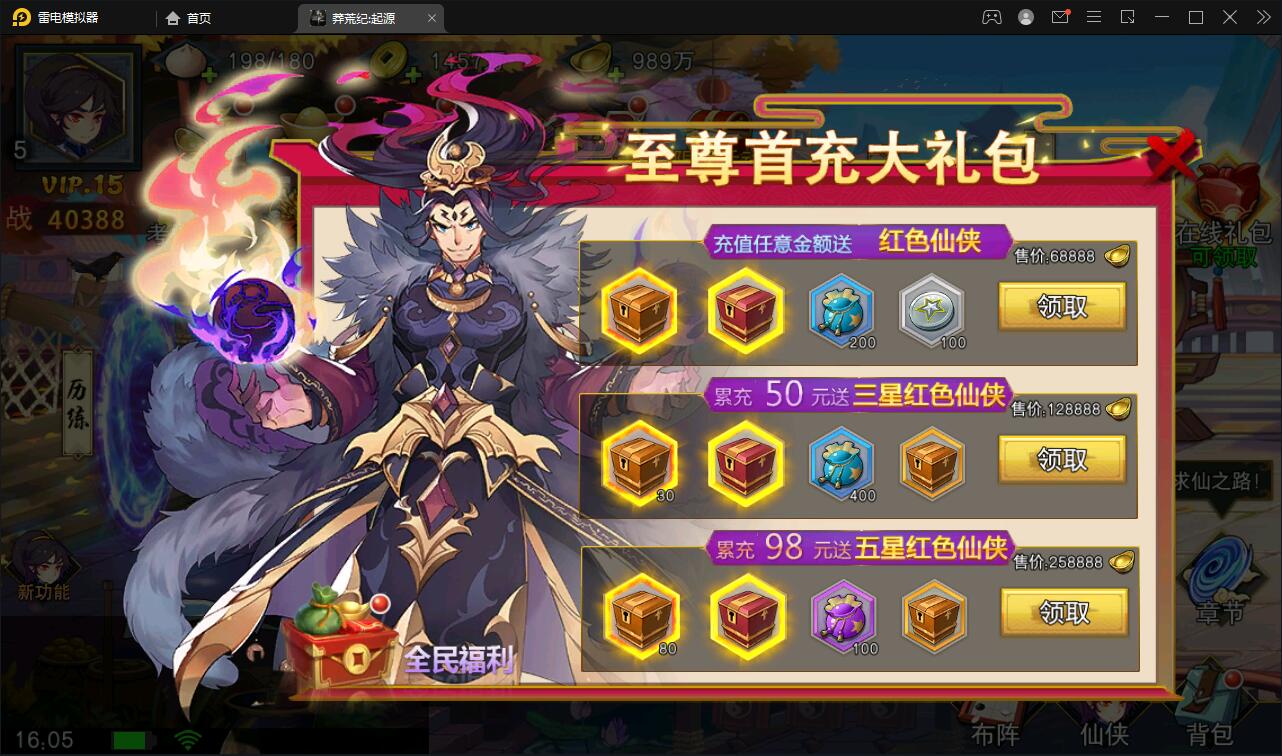 雷电模拟器
首页
莽荒纪:起源
198/180
989万
5
VIP.15
战 40388
至尊首充大礼包
在线礼包
可领取
充值任意金额送 红色仙侠
售价:68888
200
100
领取
历练
累充 50 元送 三星红色仙侠
售价:128888
30
400
领取
求仙之路!
累充 98 元送 五星红色仙侠
售价:258888
80
100
领取
新功能
章节
全民福利
16:05
布阵
仙侠
背包